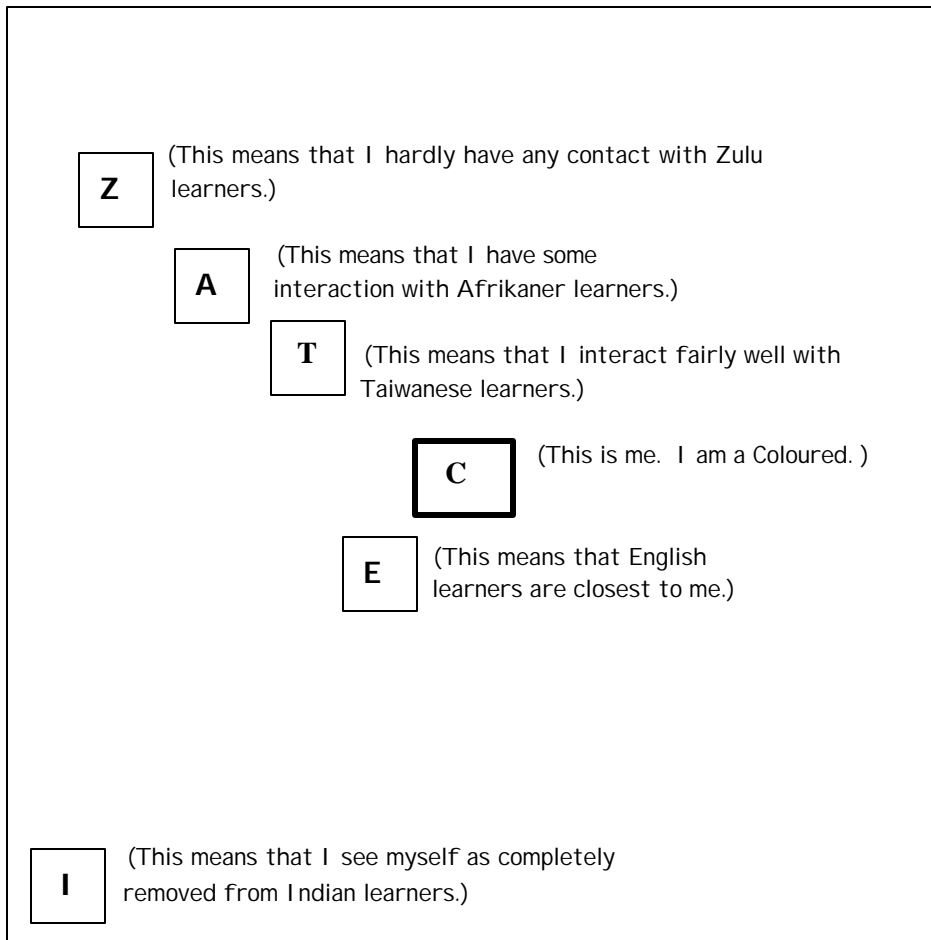 (This means that I hardly have any contact with Zulu
Z
learners.)
(This means that I have some
A
interaction with Afrikaner learners.)
T
(This means that I interact fairly well with
Taiwanese learners.)
(This is me. I am a Coloured. )
C
(This means that English
E
learners are closest to me.)
(This means that I see myself as completely
I
removed from Indian learners.)